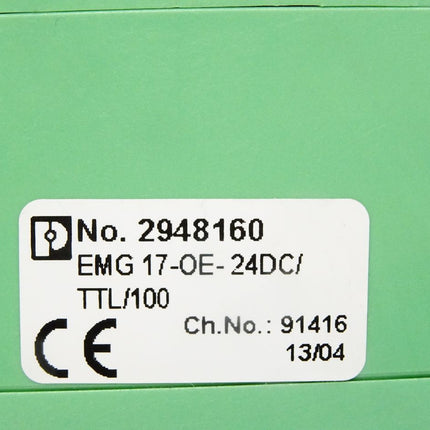 No. 2948160
EMG 17-OE- 24DC/
TTL/100
Ch.No.: 91416
CE 13/04